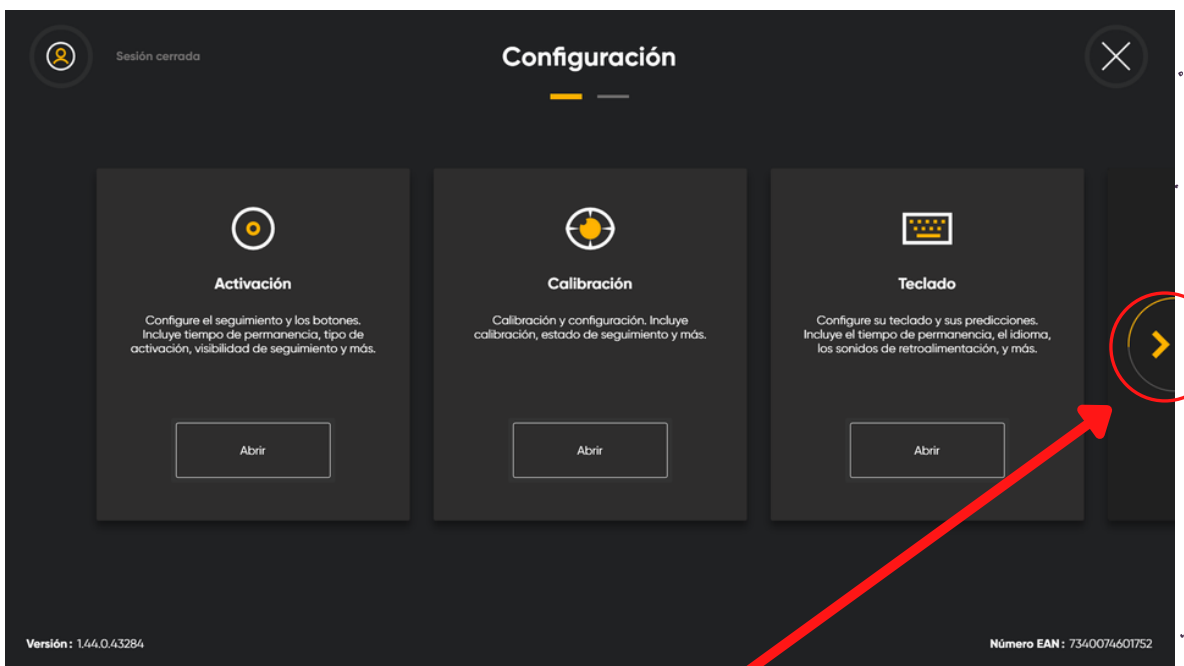 Sesión cerrada
Configuración
Activación
Configure el seguimiento y los botones.
Incluye tiempo de permanencia, tipo de
activación, visibilidad de seguimiento y más.
Abrir
Calibración
Calibración y configuración. Incluye
calibración, estado de seguimiento y más.
Abrir
Teclado
Configure su teclado y sus predicciones.
Incluye el tiempo de permanencia, el idioma,
los sonidos de retroalimentación, y más.
Abrir
Versión : 1.44.0.43284
Número EAN : 7340074601752